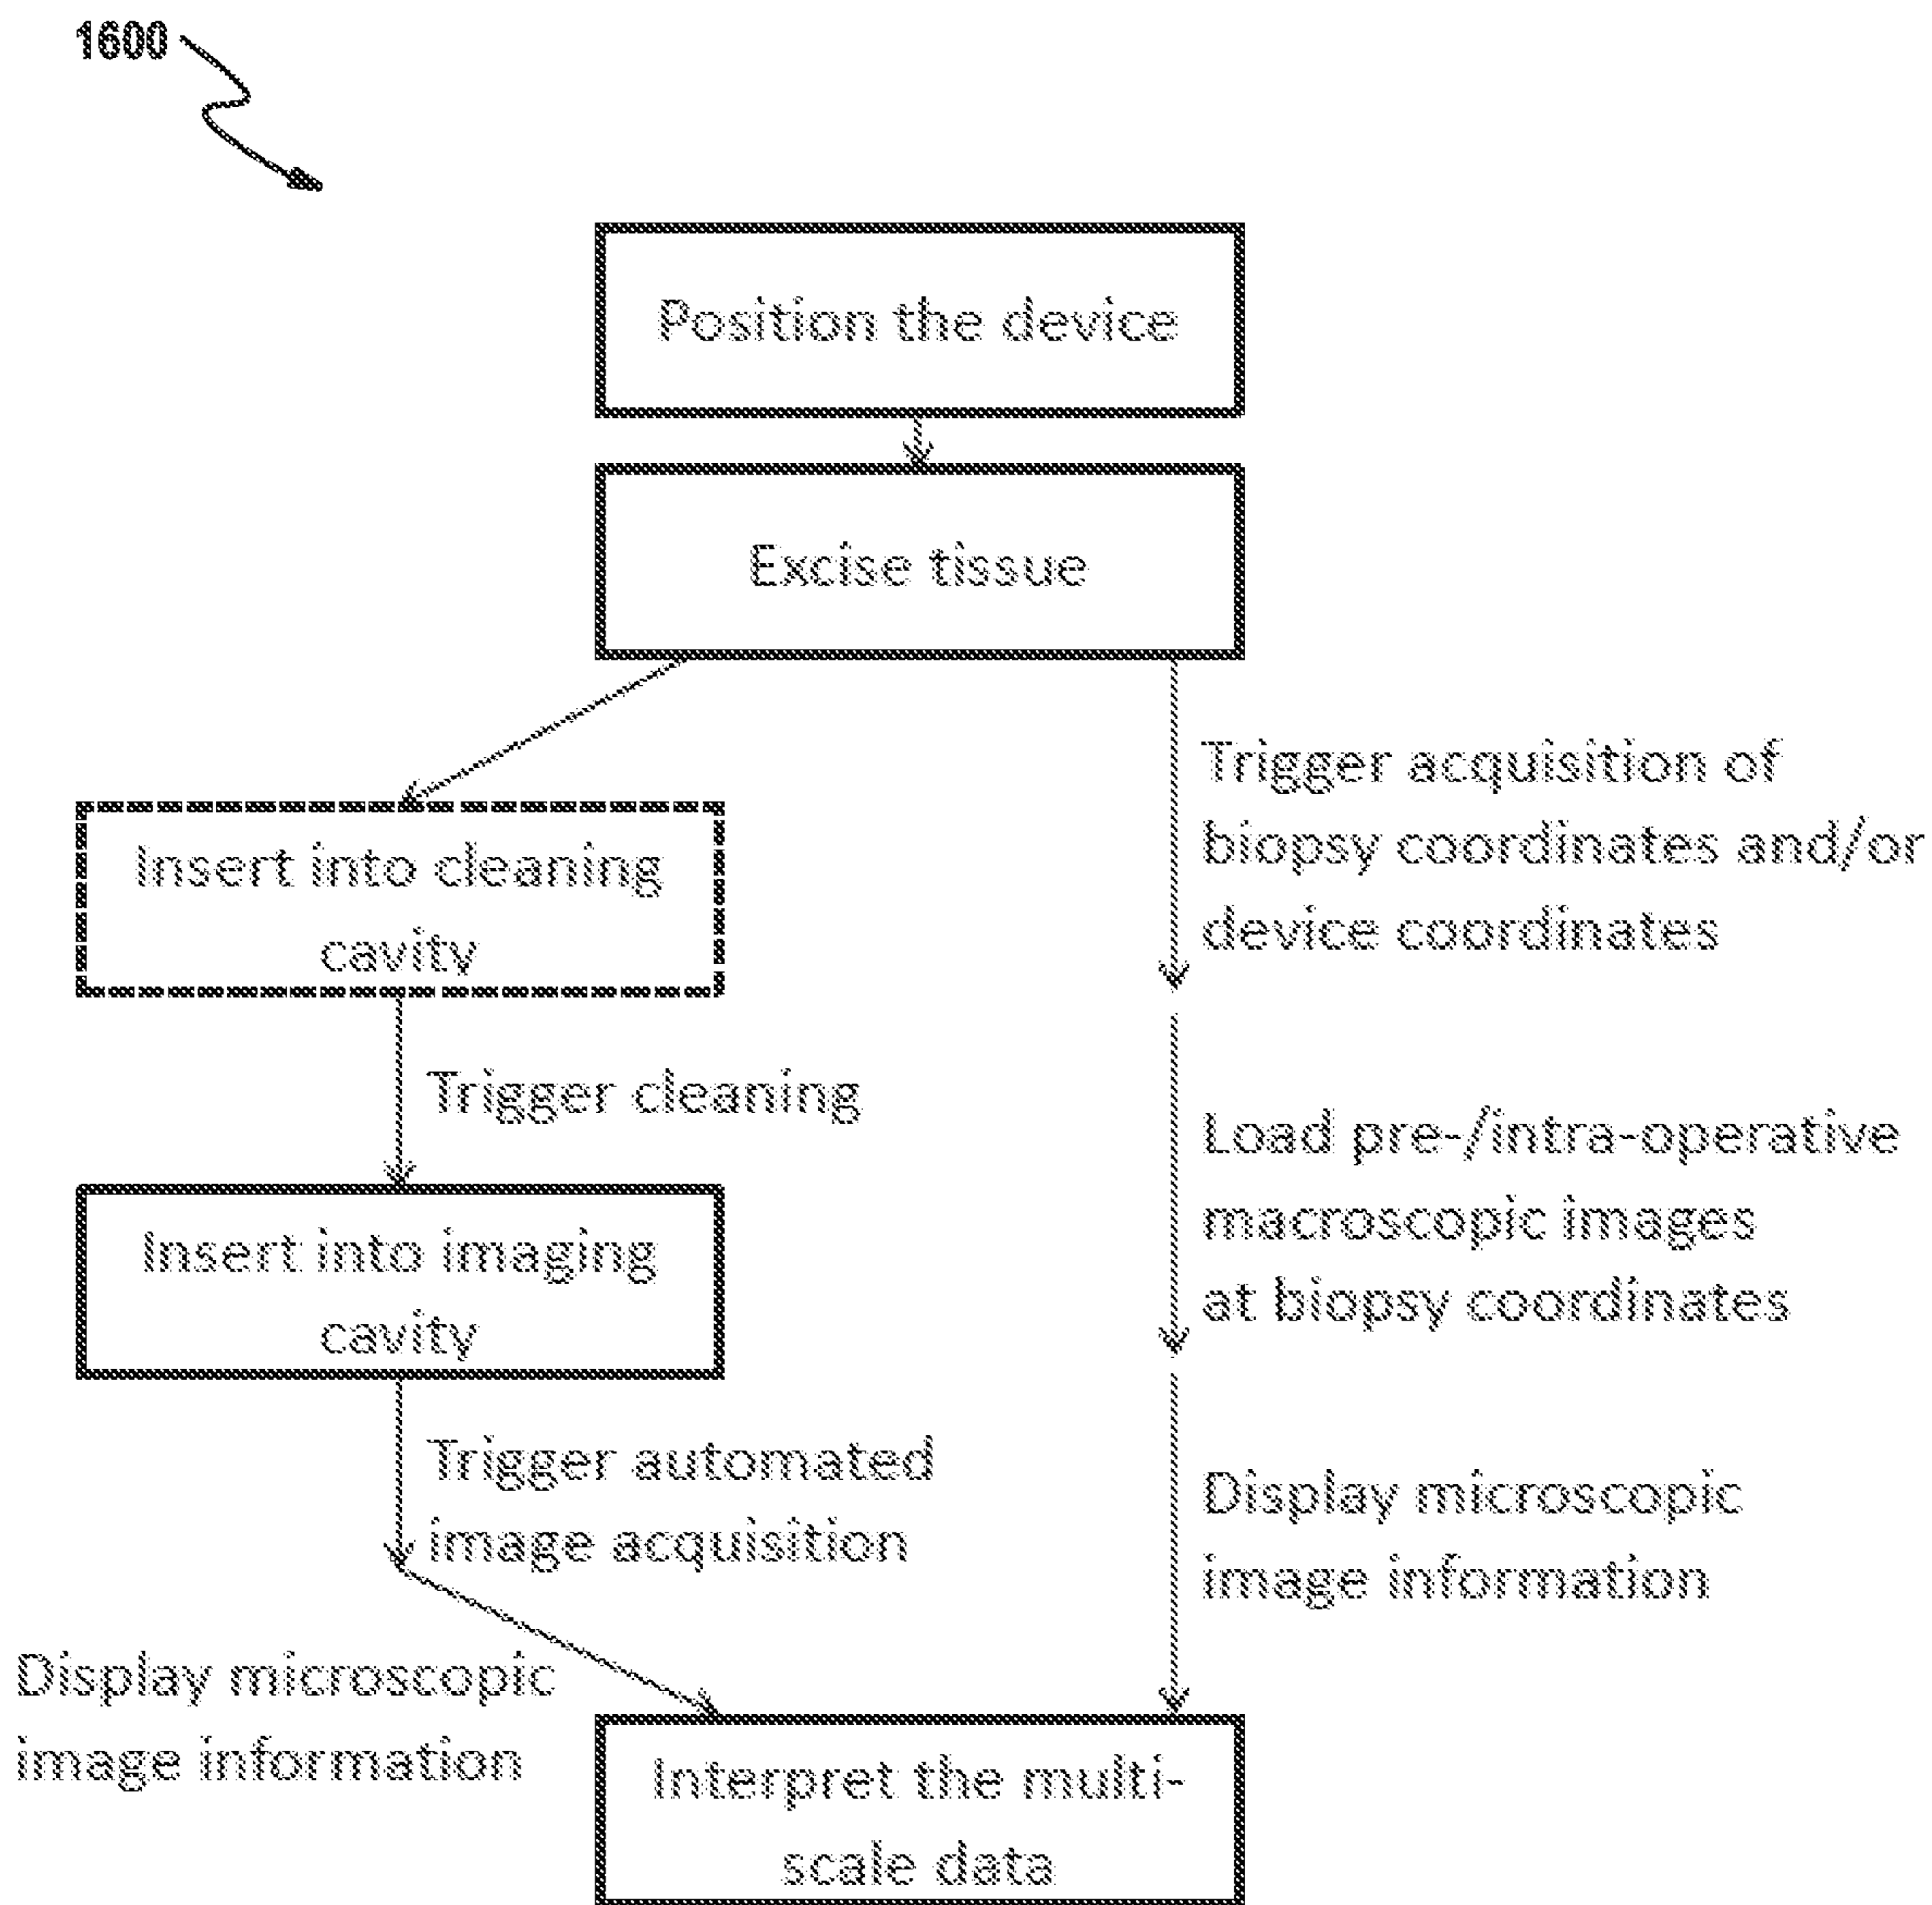 1600
Position the device
Excise tissue
Insert into cleaning
cavity
Trigger cleaning
Insert into imaging
cavity
Trigger automated
image acquisition
Display microscopic
image information
Trigger acquisition of
biopsy coordinates and/or
device coordinates
Load pre-/intra-operative
macroscopic images
at biopsy coordinates
Display microscopic
image information
Interpret the multi-
scale data